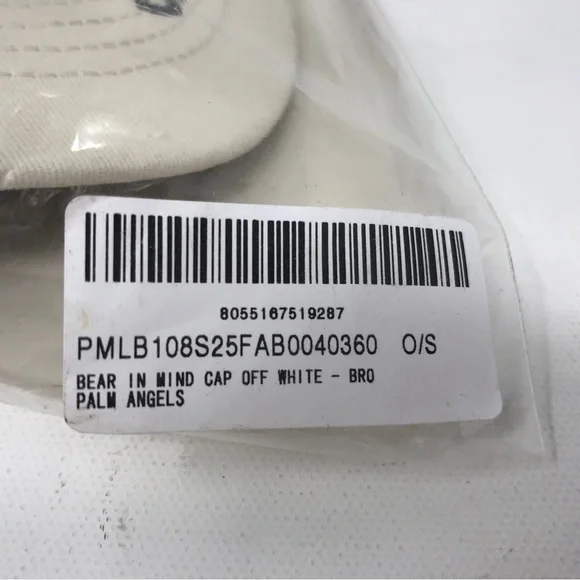 8055167519287
PMLB108S25FAB0040360 O/S
BEAR IN MIND CAP OFF WHITE - BRO
PALM ANGELS